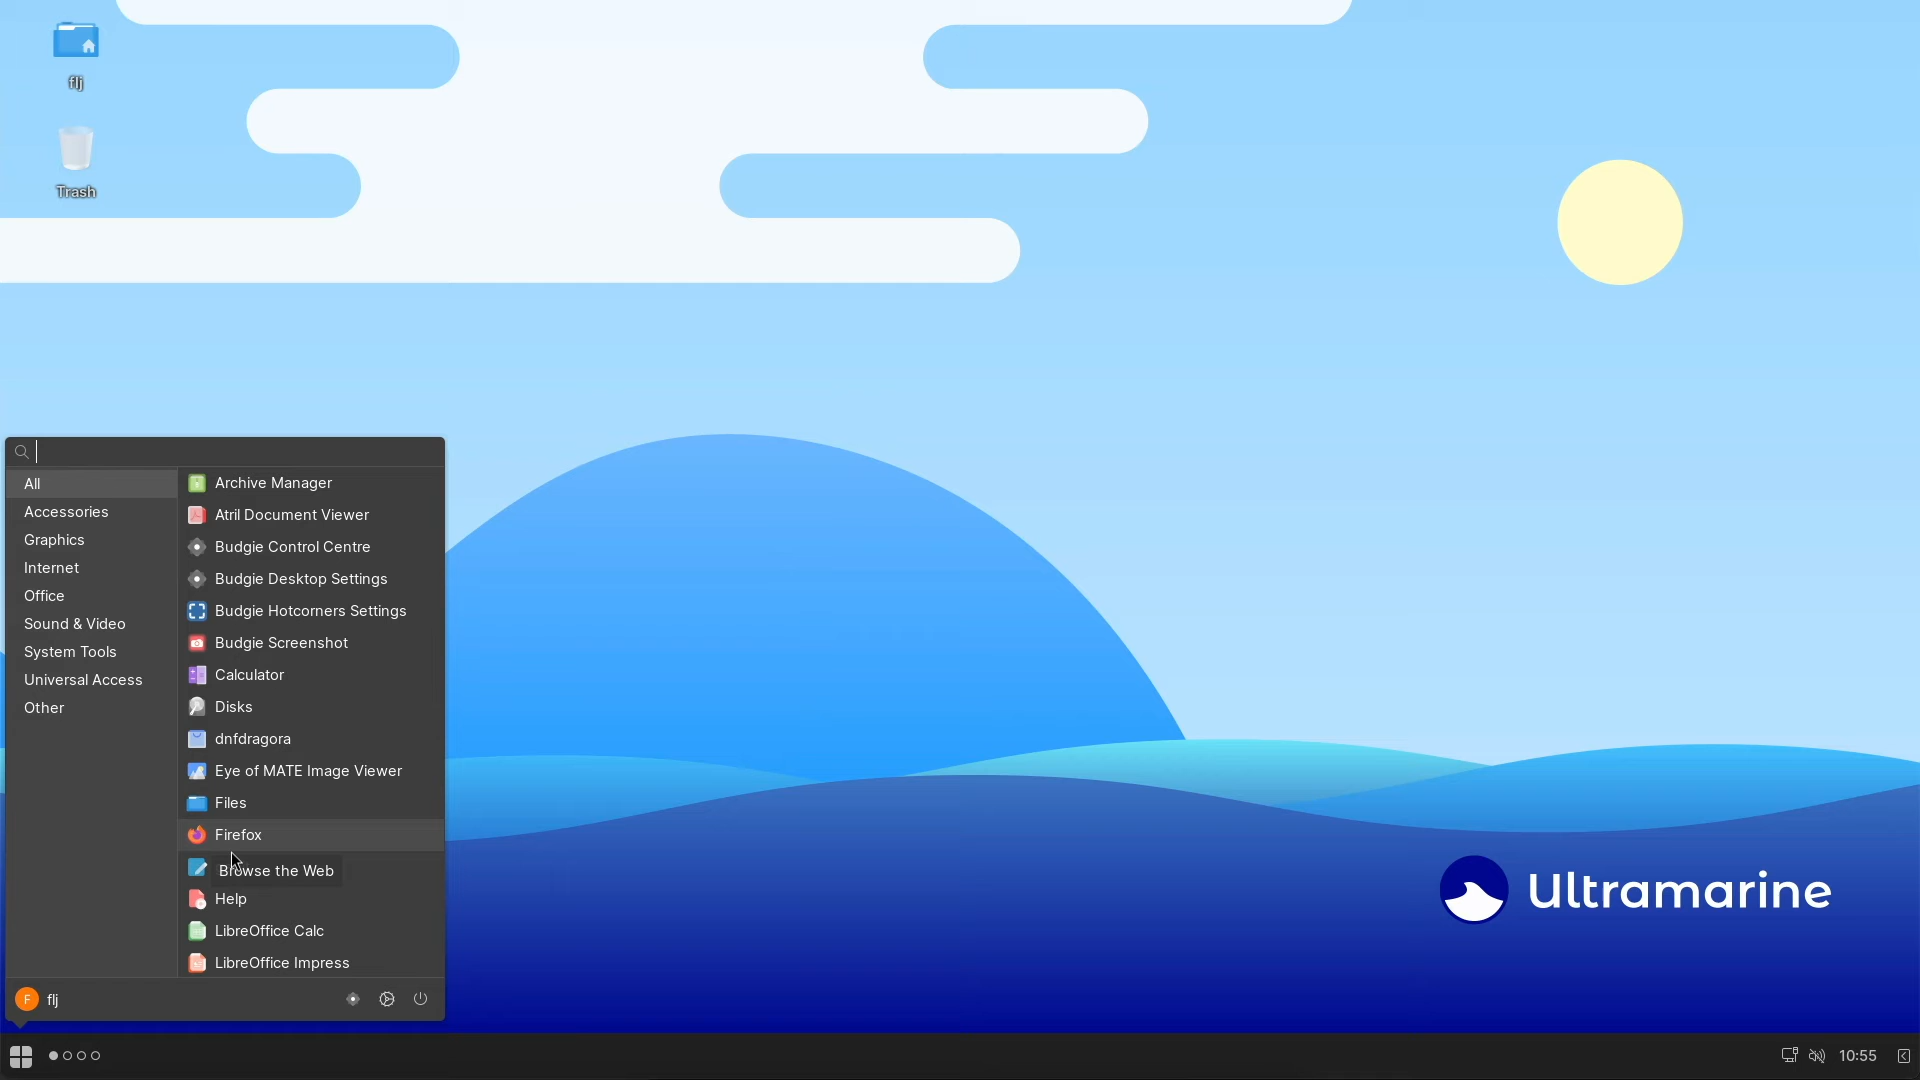 flj
Trash
All
Accessories
Graphics
Internet
Office
Sound & Video
System Tools
Universal Access
Other
Archive Manager
Atril Document Viewer
Budgie Control Centre
Budgie Desktop Settings
Budgie Hotcorners Settings
Budgie Screenshot
Calculator
Disks
dnfdragora
Eye of MATE Image Viewer
Files
Firefox
Browse the Web
Help
LibreOffice Calc
LibreOffice Impress
F flj
Ultramarine
10:55